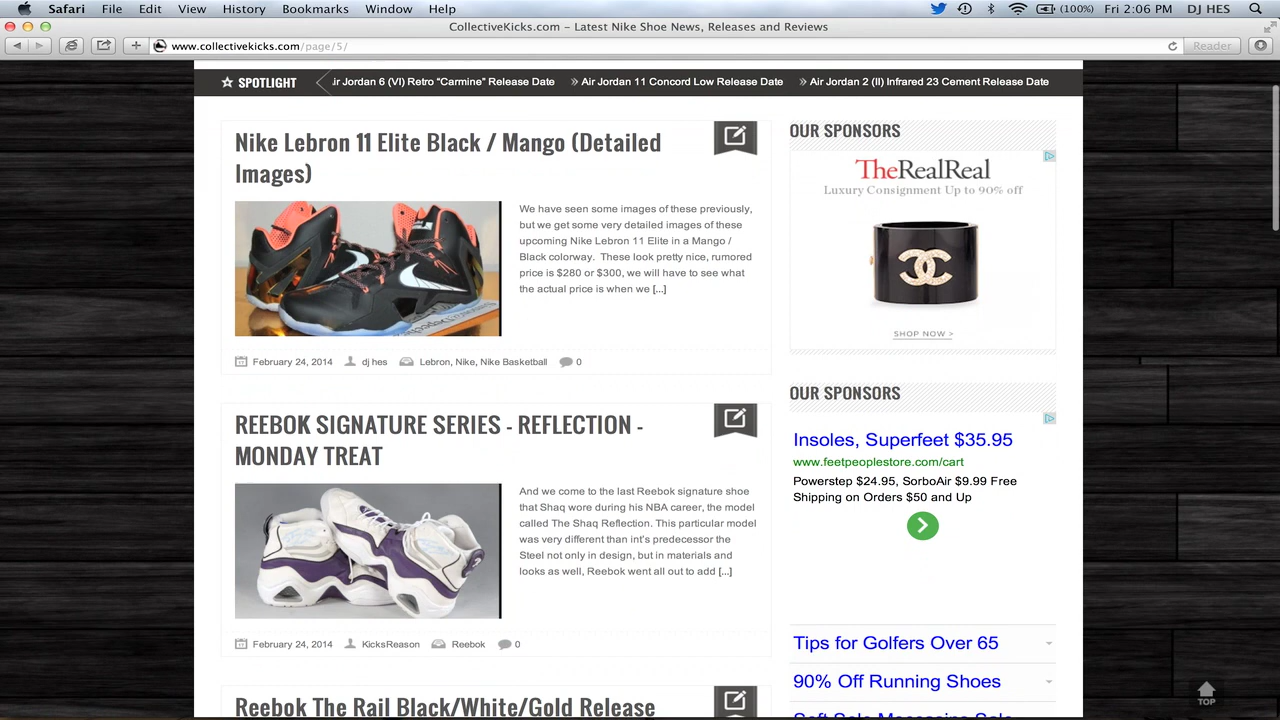 Safari File Edit View History Bookmarks Window Help (100%) Fri 2:06 PM DJ HES
CollectiveKicks.com – Latest Nike Shoe News, Releases and Reviews
www.collectivekicks.com/page/5/ Reader
SPOTLIGHT ir Jordan 6 (VI) Retro "Carmine" Release Date » Air Jordan 11 Concord Low Release Date » Air Jordan 2 (II) Infrared 23 Cement Release Date
Nike Lebron 11 Elite Black / Mango (Detailed
Images)
We have seen some images of these previously,
but we get some very detailed images of these
upcoming Nike Lebron 11 Elite in a Mango /
Black colorway. These look pretty nice, rumored
price is $280 or $300, we will have to see what
the actual price is when we [...]
February 24, 2014 dj hes Lebron, Nike, Nike Basketball 0
REEBOK SIGNATURE SERIES - REFLECTION -
MONDAY TREAT
And we come to the last Reebok signature shoe
that Shaq wore during his NBA career, the model
called The Shaq Reflection. This particular model
was very different than int's predecessor the
Steel not only in design, but in materials and
looks as well, Reebok went all out to add [...]
February 24, 2014 KicksReason Reebok 0
Reebok The Rail Black/White/Gold Release
OUR SPONSORS
TheRealReal
Luxury Consignment Up to 90% off
SHOP NOW >
OUR SPONSORS
Insoles, Superfeet $35.95
www.feetpeoplestore.com/cart
Powerstep $24.95, SorboAir $9.99 Free
Shipping on Orders $50 and Up
Tips for Golfers Over 65
90% Off Running Shoes
TOP